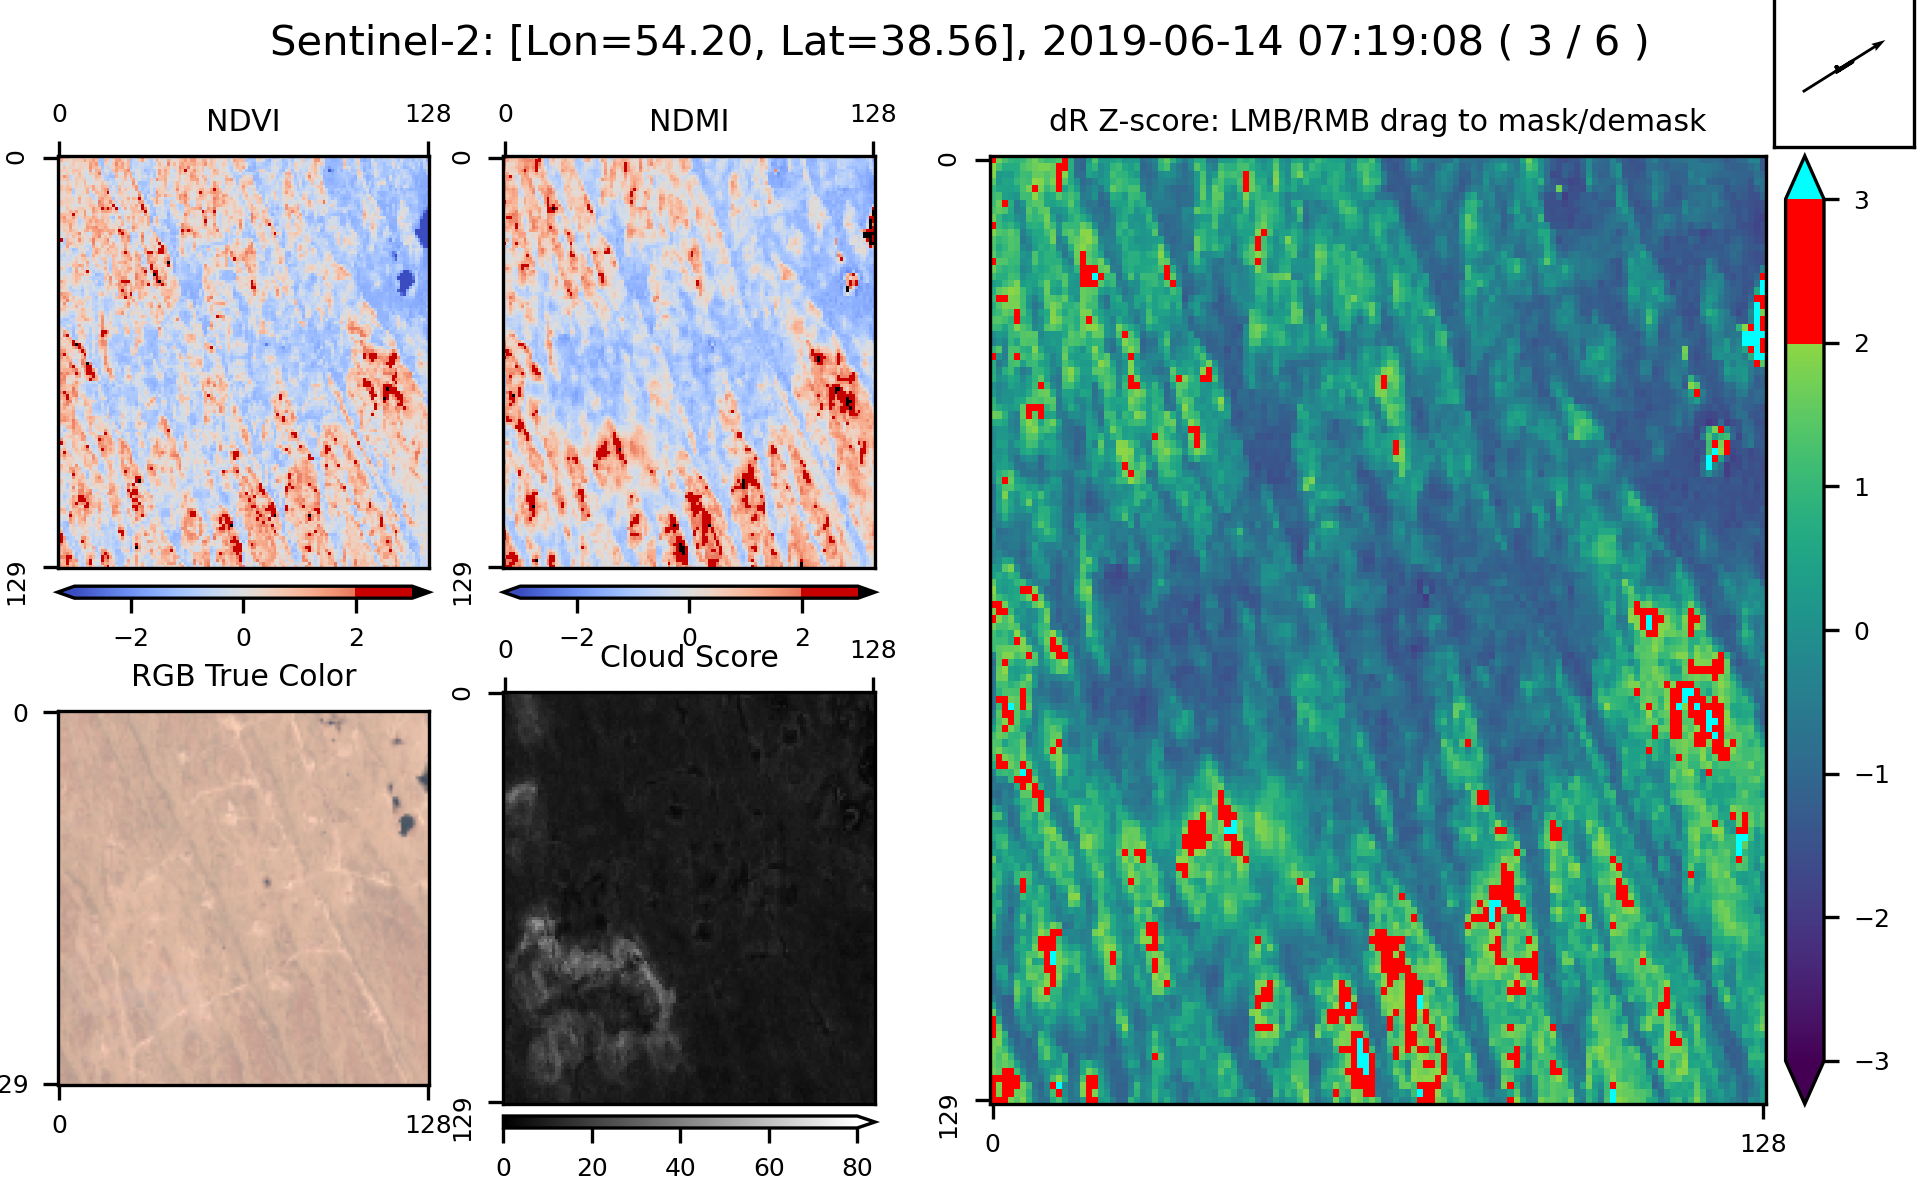 Sentinel-2: [Lon=54.20, Lat=38.56], 2019-06-14 07:19:08 ( 3 / 6 )
0 NDVI 128
0 NDMI 128
dR Z-score: LMB/RMB drag to mask/demask
0
0
0
3
2
1
0
−1
−2
−3
129
129
−2 0 2
−2 0 2
0 Cloud Score 128
RGB True Color
0
0
29
0 128
129
129
0 128
0 20 40 60 80